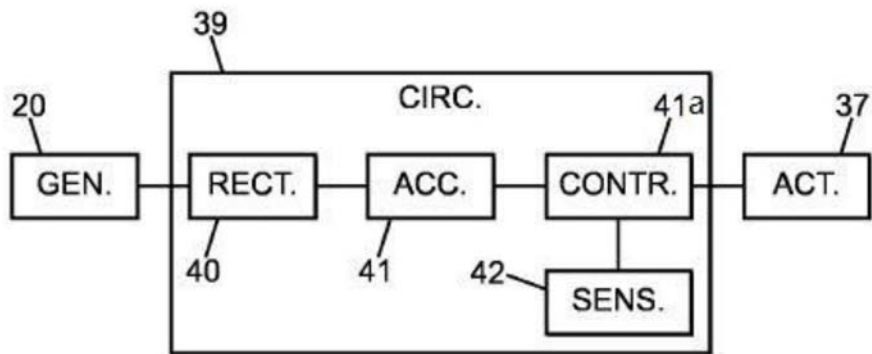 39
CIRC.
20
41a
37
GEN.
RECT.
ACC.
CONTR.
ACT.
40
41
42
SENS.